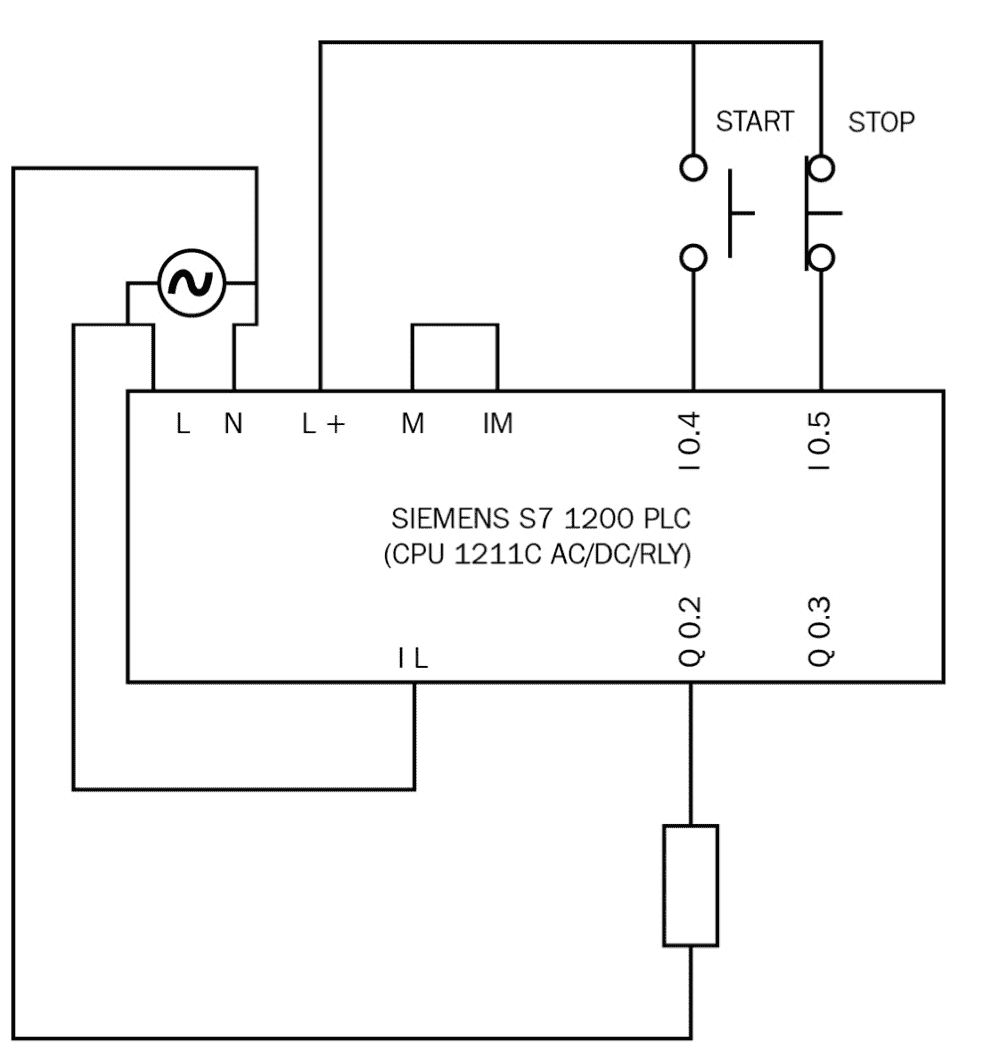 START
STOP
L
N
L +
M
IM
I 0.4
I 0.5
SIEMENS S7 1200 PLC
(CPU 1211C AC/DC/RLY)
I L
Q 0.2
Q 0.3